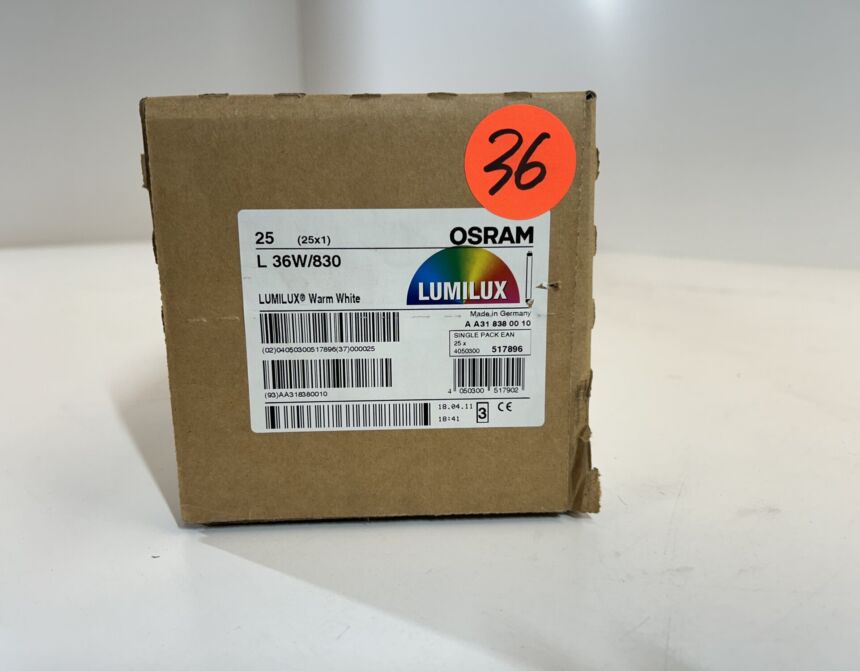 36
25 (25x1)
OSRAM
L 36W/830
LUMILUX
LUMILUX® Warm White
Made in Germany
A A31 838 00 10
SINGLE PACK EAN
25 x
4050300 517896
(02)04050300517896(37)000025
(93)AA318380010
4 050300 517902
18.04.11
18:41
3
CE